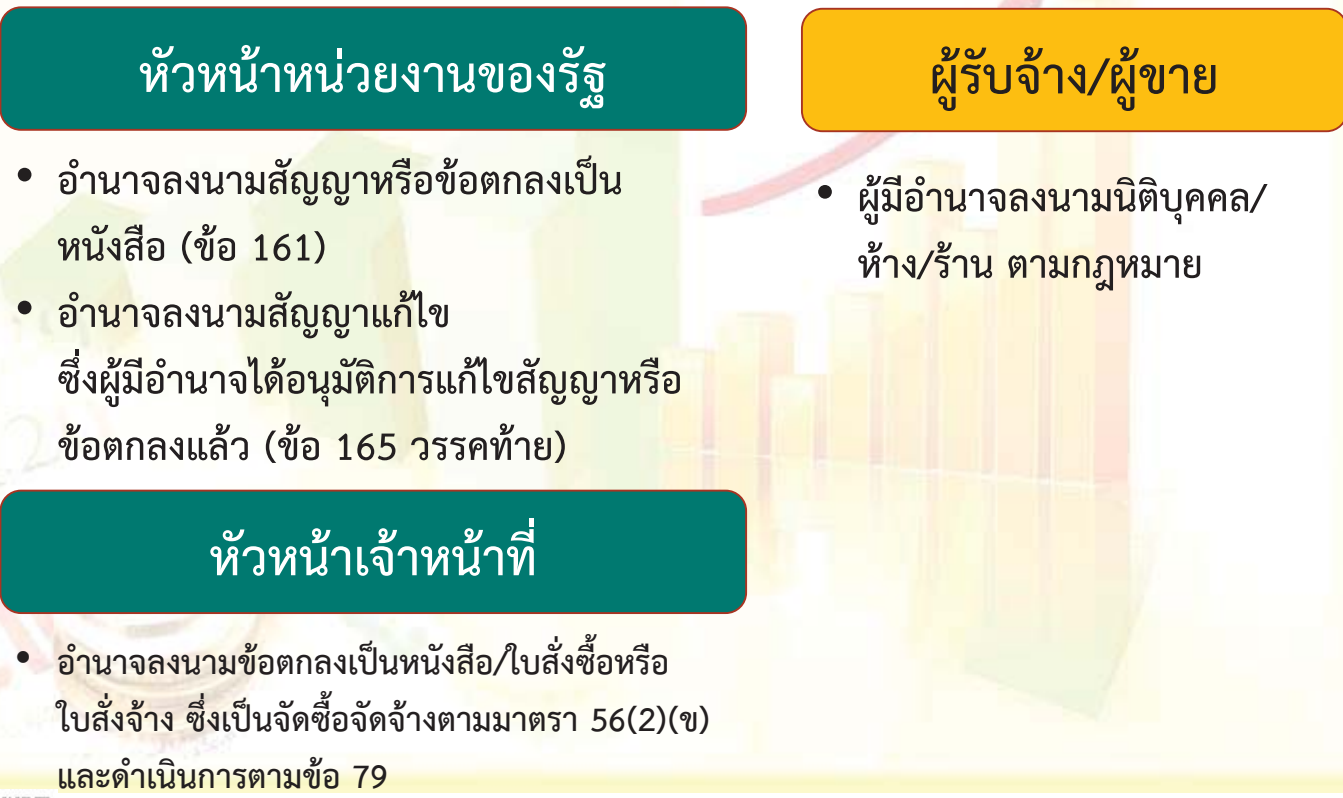 หัวหน้าหน่วยงานของรัฐ
• อำนาจลงนามสัญญาหรือข้อตกลงเป็น
หนังสือ (ข้อ 161)
• อำนาจลงนามสัญญาแก้ไข
ซึ่งผู้มีอำนาจได้อนุมัติการแก้ไขสัญญาหรือ
ข้อตกลงแล้ว (ข้อ 165 วรรคท้าย)
หัวหน้าเจ้าหน้าที่
• อำนาจลงนามข้อตกลงเป็นหนังสือ/ใบสั่งซื้อหรือ
ใบสั่งจ้าง ซึ่งเป็นจัดซื้อจัดจ้างตามมาตรา 56(2)(ข)
และดำเนินการตามข้อ 79
ผู้รับจ้าง/ผู้ขาย
• ผู้มีอำนาจลงนามนิติบุคคล/
ห้าง/ร้าน ตามกฎหมาย